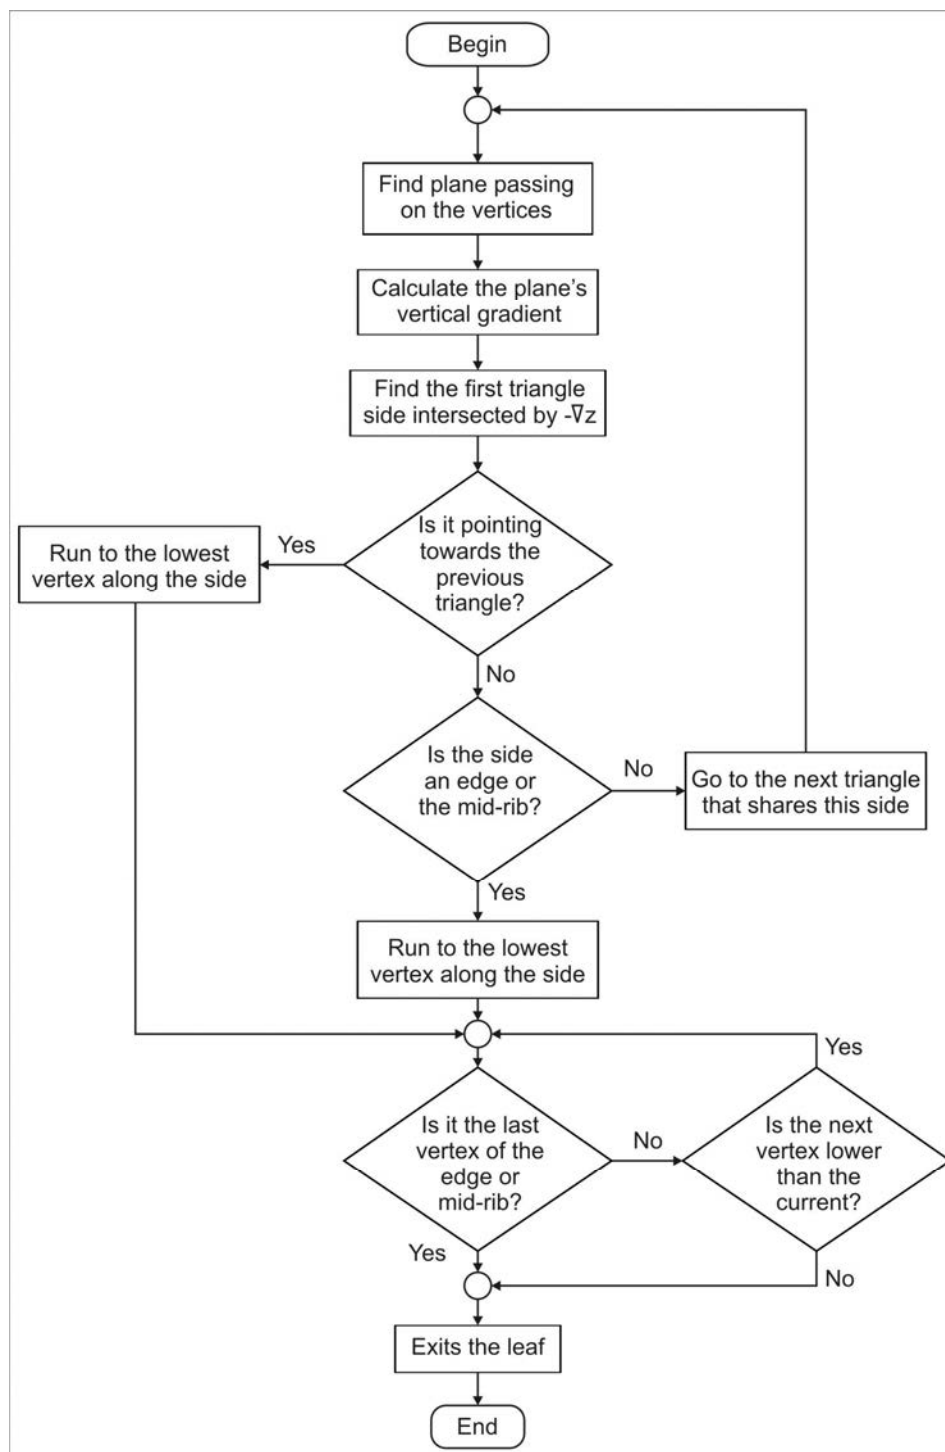 Begin
Find plane passing
on the vertices
Calculate the plane's
vertical gradient
Find the first triangle
side intersected by -∇z
Is it pointing
towards the
previous
triangle?
Yes
Run to the lowest
vertex along the side
No
Is the side
an edge or
the mid-rib?
No
Go to the next triangle
that shares this side
Yes
Run to the lowest
vertex along the side
Is it the last
vertex of the
edge or
mid-rib?
No
Is the next
vertex lower
than the
current?
Yes
Yes
No
Exits the leaf
End